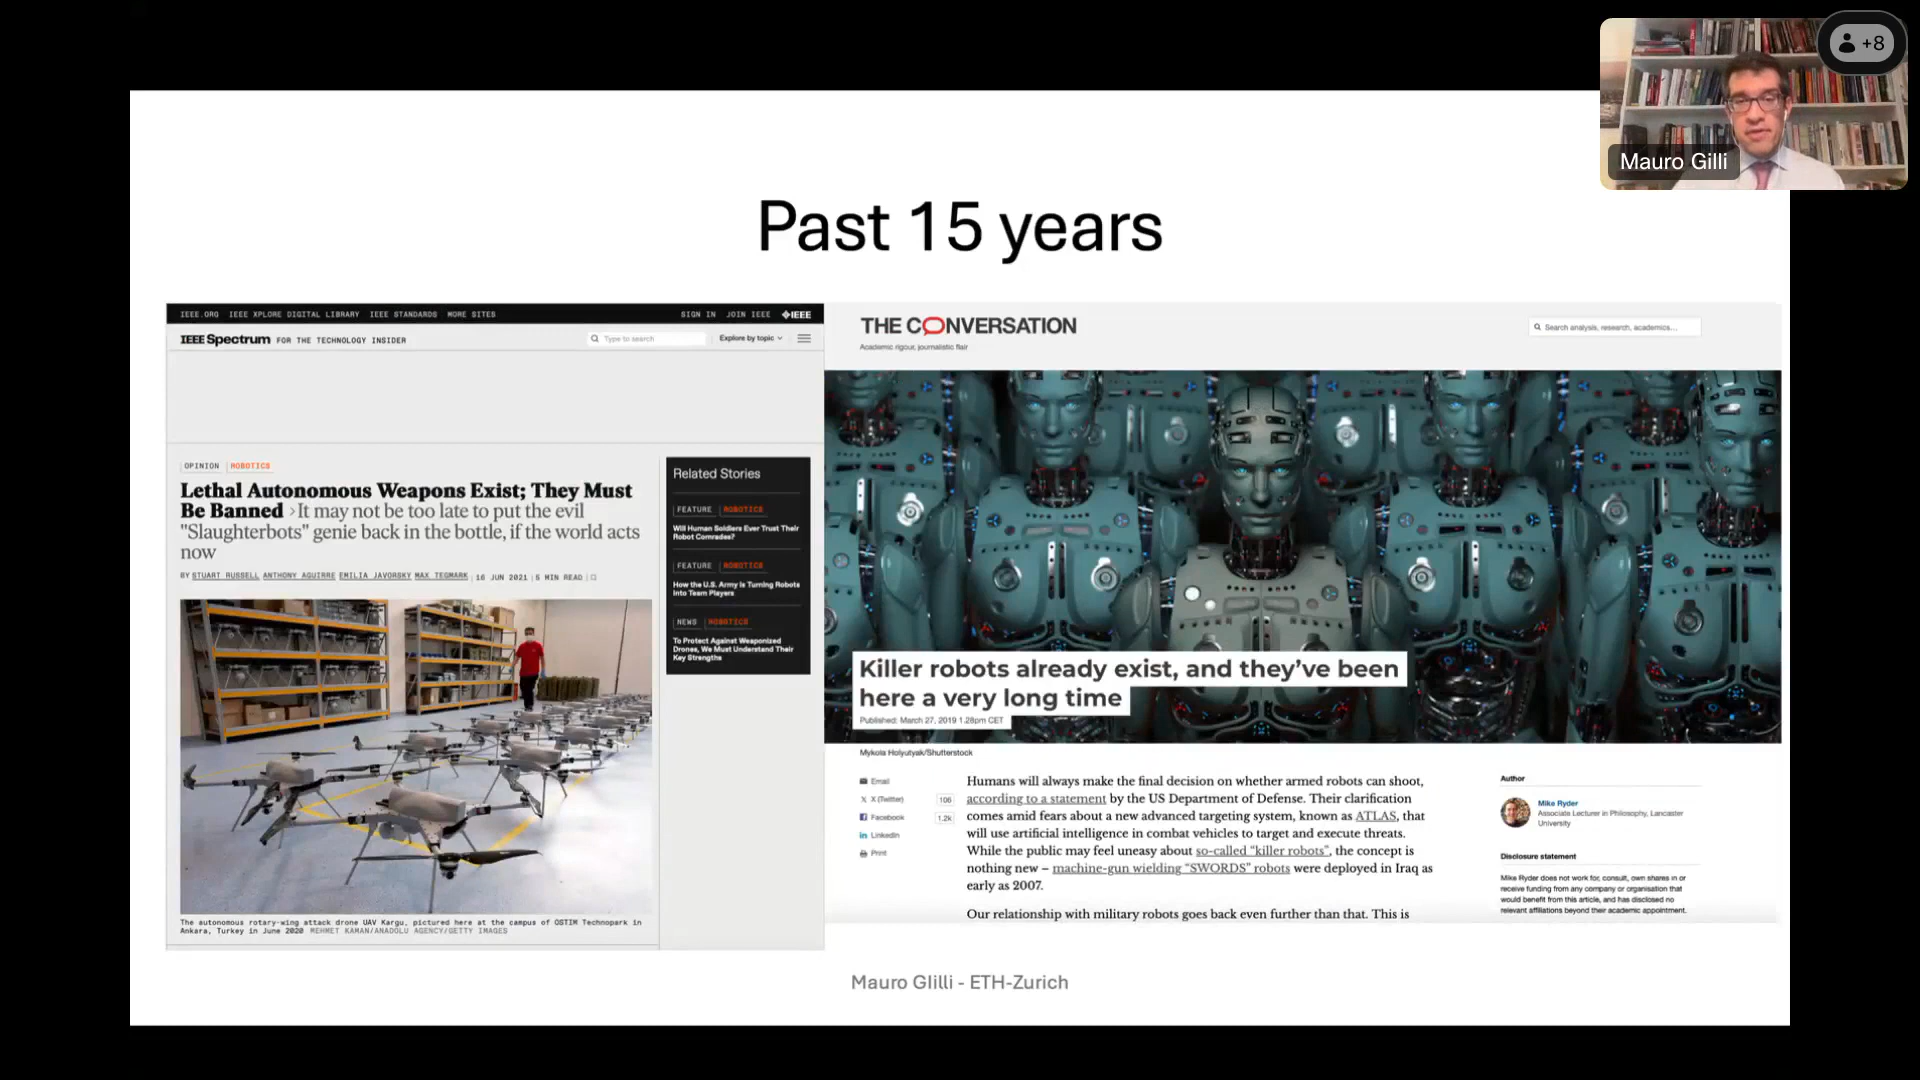 +8
Mauro Gilli
Past 15 years
IEEE.ORG IEEE XPLORE DIGITAL LIBRARY IEEE STANDARDS MORE SITES SIGN IN JOIN IEEE IEEE
IEEE Spectrum FOR THE TECHNOLOGY INSIDER Type to search Explore by topic
OPINION ROBOTICS
Lethal Autonomous Weapons Exist; They Must
Be Banned >It may not be too late to put the evil
"Slaughterbots" genie back in the bottle, if the world acts
now
BY STUART RUSSELL ANTHONY AGUIRRE EMILIA JAVORSKY MAX TEGMARK | 16 JUN 2021 | 5 MIN READ |
Related Stories
FEATURE ROBOTICS
Will Human Soldiers Ever Trust Their
Robot Comrades?
FEATURE ROBOTICS
How the U.S. Army Is Turning Robots
Into Team Players
NEWS ROBOTICS
To Protect Against Weaponized
Drones, We Must Understand Their
Key Strengths
The autonomous rotary-wing attack drone UAV Kargu, pictured here at the campus of OSTIM Technopark in
Ankara, Turkey in June 2020 MEHMET KAMAN/ANADOLU AGENCY/GETTY IMAGES
THE CONVERSATION
Academic rigour, journalistic flair
Search analysis, research, academics…
Killer robots already exist, and they’ve been
here a very long time
Published: March 27, 2019 1.28pm CET
Mykola Holyutyak/Shutterstock
Email
X (Twitter) 106
Facebook 1.2k
LinkedIn
Print
Humans will always make the final decision on whether armed robots can shoot,
according to a statement by the US Department of Defense. Their clarification
comes amid fears about a new advanced targeting system, known as ATLAS, that
will use artificial intelligence in combat vehicles to target and execute threats.
While the public may feel uneasy about so-called “killer robots”, the concept is
nothing new – machine-gun wielding “SWORDS” robots were deployed in Iraq as
early as 2007.
Our relationship with military robots goes back even further than that. This is
Author
Mike Ryder
Associate Lecturer in Philosophy, Lancaster
University
Disclosure statement
Mike Ryder does not work for, consult, own shares in or
receive funding from any company or organisation that
would benefit from this article, and has disclosed no
relevant affiliations beyond their academic appointment.
Mauro GIilli - ETH-Zurich